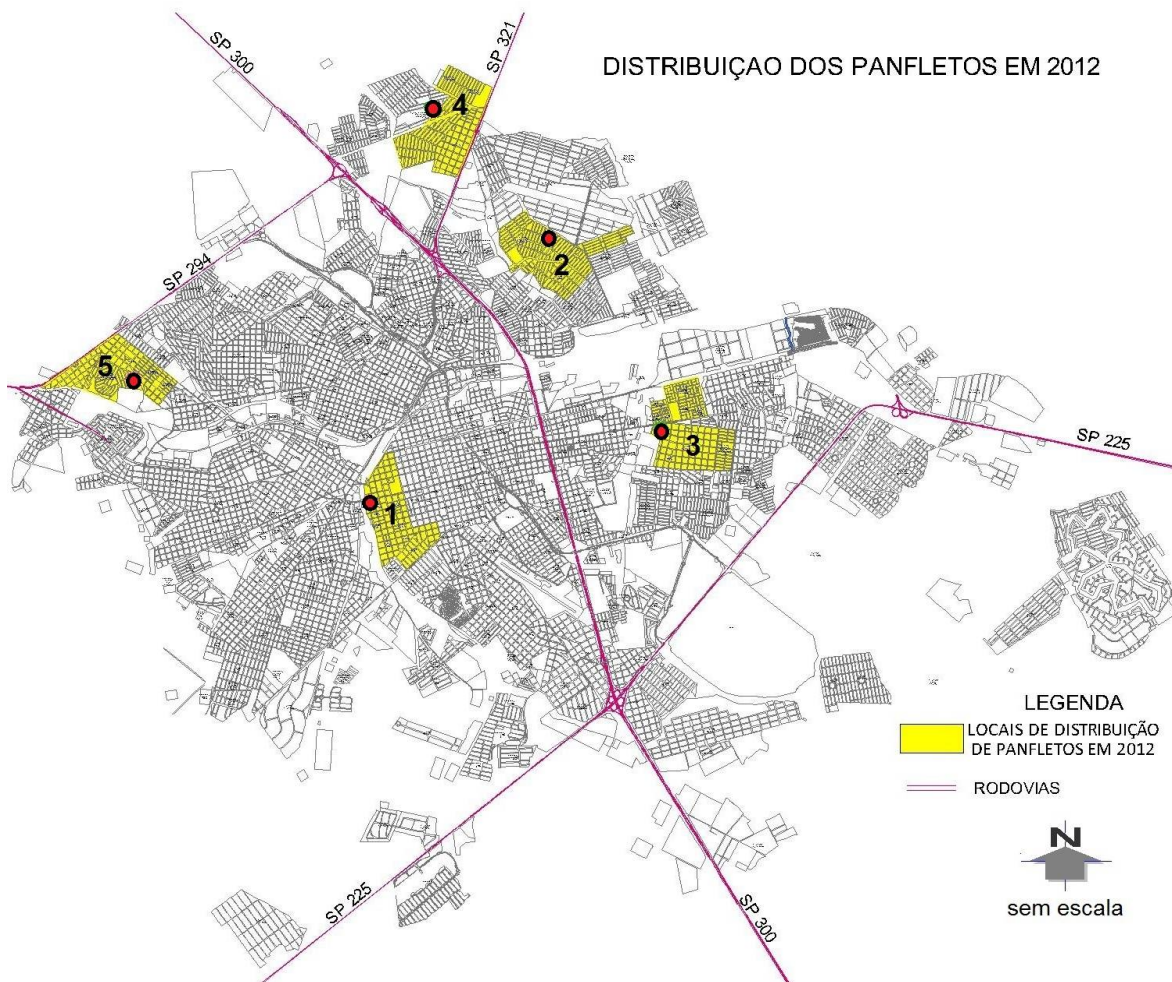 DISTRIBUIÇAO DOS PANFLETOS EM 2012
SP 300
SP 321
4
2
SP 294
5
3
SP 225
1
LEGENDA
LOCAIS DE DISTRIBUIÇÃO
DE PANFLETOS EM 2012
RODOVIAS
N
sem escala
SP 225
SP 300